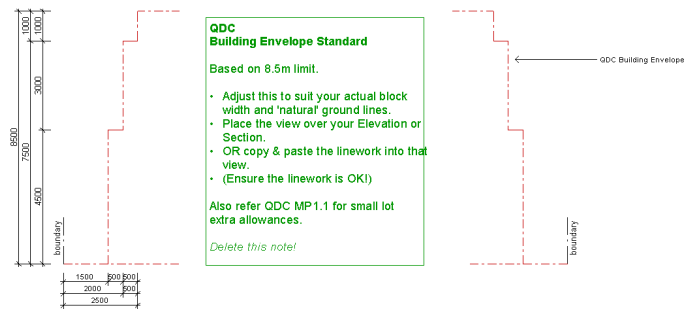 QDC
Building Envelope Standard
Based on 8.5m limit.
• Adjust this to suit your actual block
width and 'natural' ground lines.
• Place the view over your Elevation or
Section.
• OR copy & paste the linework into that
view.
• (Ensure the linework is OK!)
Also refer QDC MP1.1 for small lot
extra allowances.
Delete this note!
QDC Building Envelope
1000
1000
3000
8500
7500
4500
boundary
boundary
1500 500 500
2000 500
2500